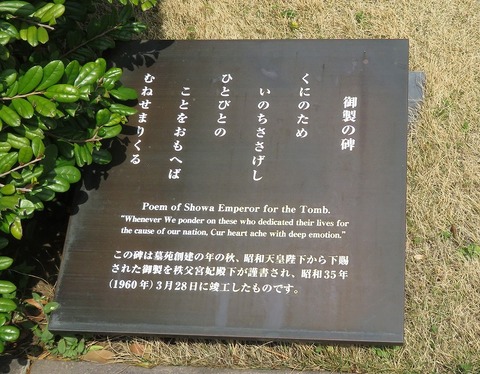 御製の碑
くにのため
いのちささげし
ひとびとの
ことをおもへば
むねせまりくる
Poem of Showa Emperor for the Tomb.
"Whenever We ponder on these who dedicated their lives for
the cause of our nation, Cur heart ache with deep emotion."
この碑は墓苑創建の年の秋、昭和天皇陛下から下賜
された御製を秩父宮妃殿下が謹書され、昭和35年
(1960年)3月28日に竣工したものです。